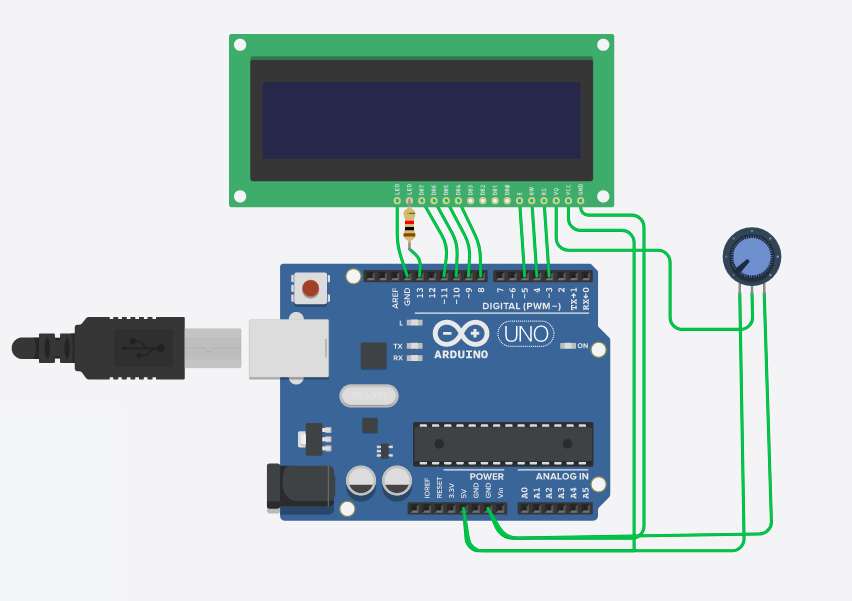 LED LED DB7 DB6 DB5 DB4 DB3 DB2 DB1 DB0 E RW RS VO VCC GND
AREF GND 13 12 ~11 ~10 ~9 8 7 ~6 ~5 4 ~3 2 TX→1 RX←0
DIGITAL (PWM~)
L
TX
RX
ARDUINO
UNO
ON
POWER
ANALOG IN
IOREF RESET 3.3V 5V GND GND Vin A0 A1 A2 A3 A4 A5